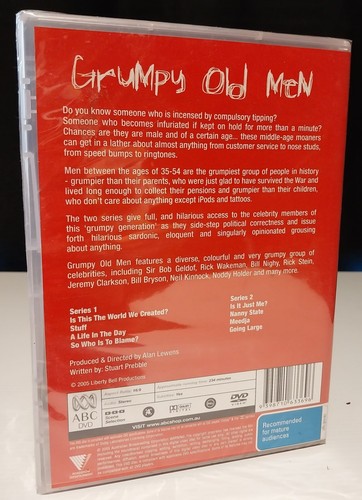 GruMpy Old MeN
Do you know someone who is incensed by compulsory tipping?
Someone who becomes infuriated if kept on hold for more than a minute?
Chances are they are male and of a certain age... these middle-age moaners
can get in a lather about almost anything from customer service to nose studs,
from speed bumps to ringtones.
Men between the ages of 35-54 are the grumpiest group of people in history
- grumpier than their parents, who were just glad to have survived the War and
lived long enough to collect their pensions and grumpier than their children,
who don't care about anything except iPods and tattoos.
The two series give full, and hilarious access to the celebrity members of
this 'grumpy generation' as they side-step political correctness and issue
forth hilarious sardonic, eloquent and singularly opinionated grousing
about anything.
Grumpy Old Men features a diverse, colourful and very grumpy group of
celebrities, including Sir Bob Geldof, Rick Wakeman, Bill Nighy, Rick Stein,
Jeremy Clarkson, Bill Bryson, Neil Kinnock, Noddy Holder and many more.
Series 1
Is This The World We Created?
Stuff
A Life In The Day
So Who Is To Blame?
Series 2
Is It Just Me?
Nanny State
Meedja
Going Large
Produced & Directed by Alan Lewens
Written by: Stuart Prebble
© 2005 Liberty Bell Productions
ABC
DVD
Scene
Selection
DOLBY
DVD
VIDEO
VISIT www.abcshop.com.au
Recommended
for mature
audiences